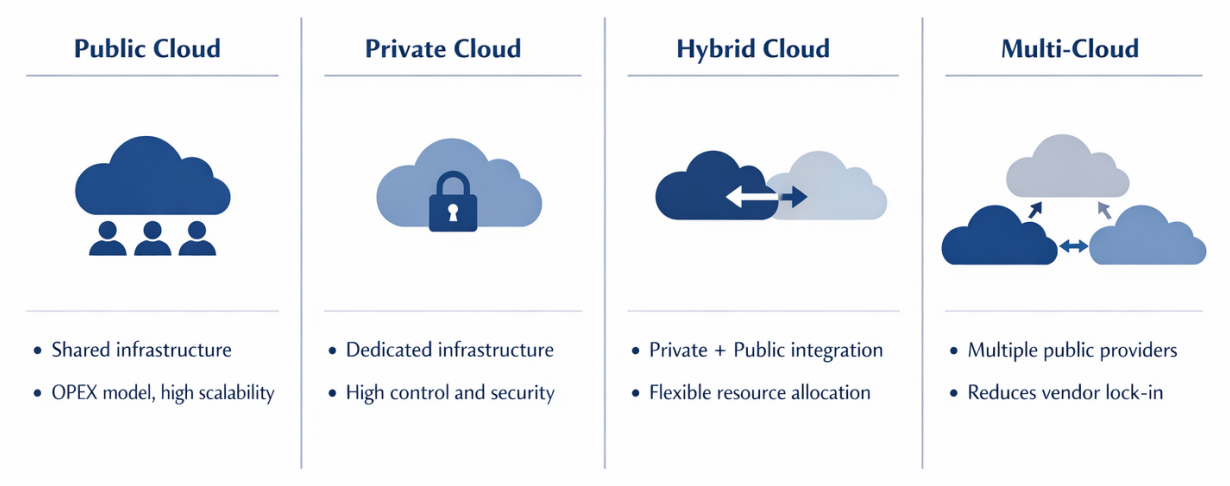 Public Cloud
• Shared infrastructure
• OPEX model, high scalability
Private Cloud
• Dedicated infrastructure
• High control and security
Hybrid Cloud
• Private + Public integration
• Flexible resource allocation
Multi-Cloud
• Multiple public providers
• Reduces vendor lock-in